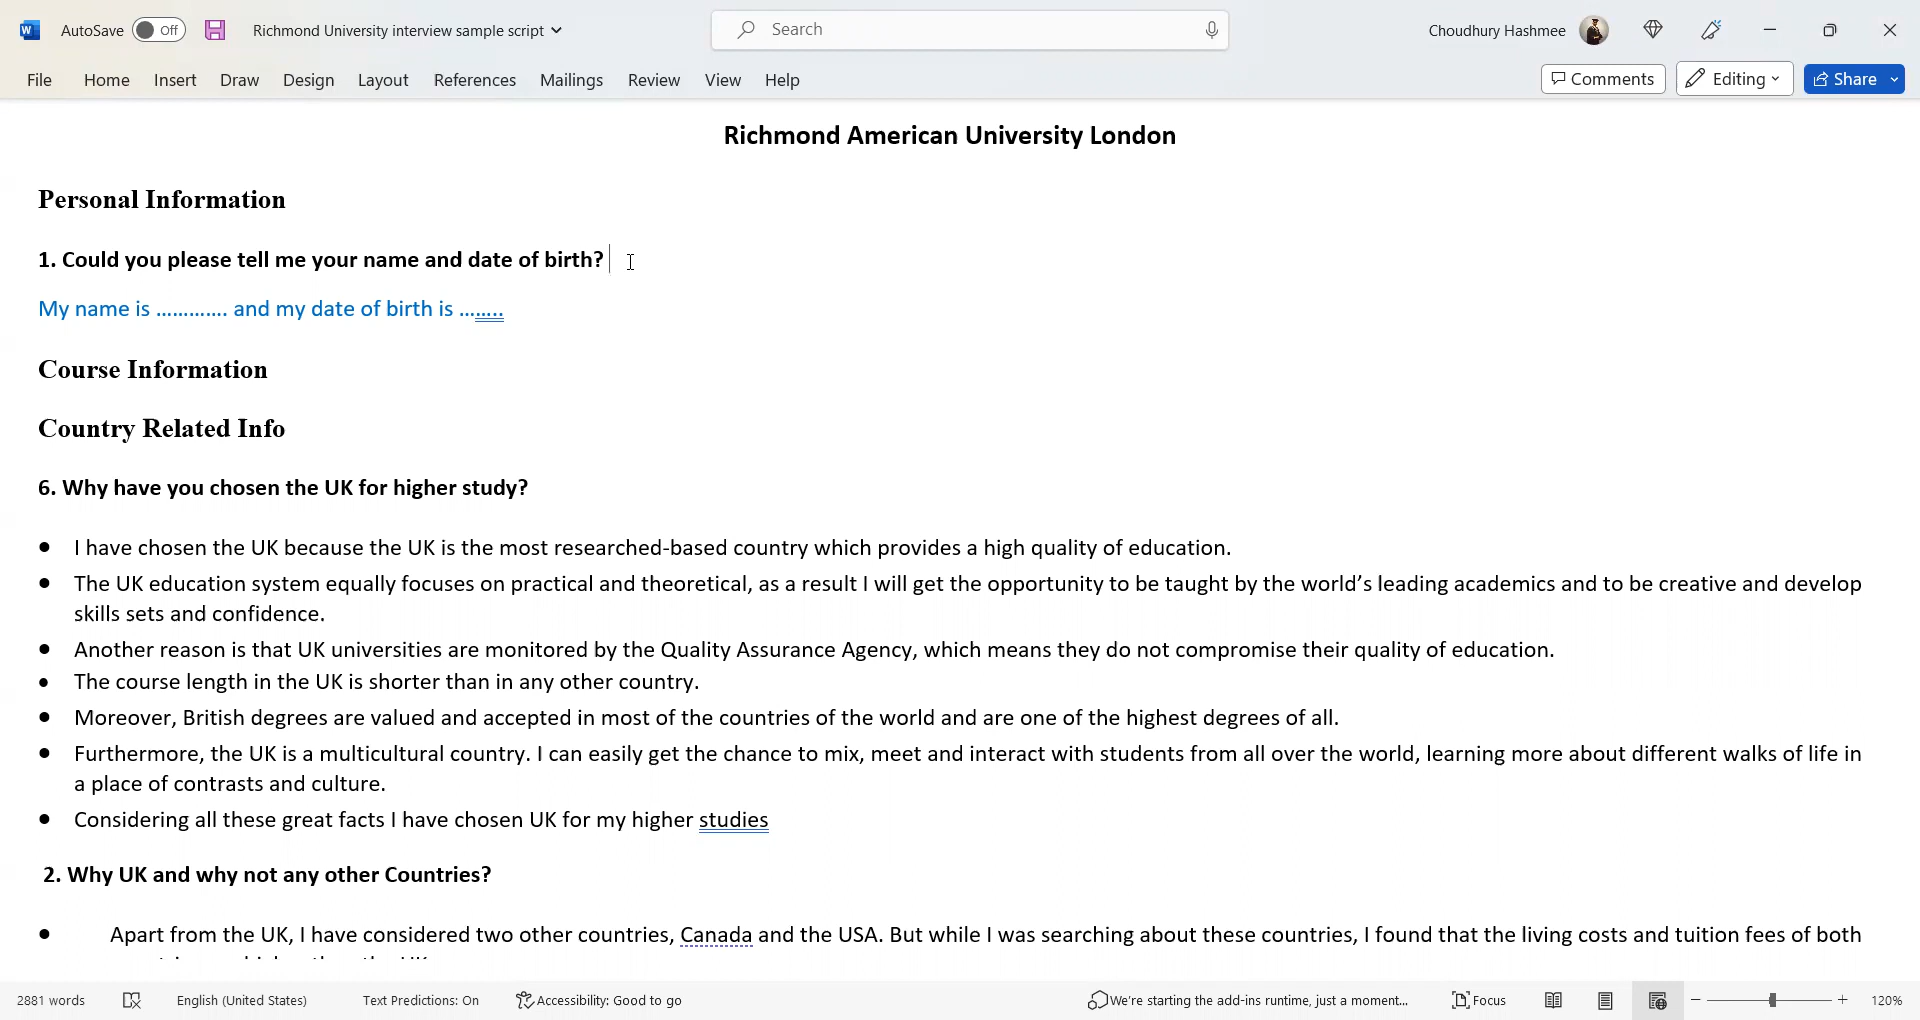 AutoSave Off Richmond University interview sample script Search Choudhury Hashmee
File Home Insert Draw Design Layout References Mailings Review View Help Comments Editing Share
Richmond American University London
Personal Information
1. Could you please tell me your name and date of birth?
My name is ............. and my date of birth is ........
Course Information
Country Related Info
6. Why have you chosen the UK for higher study?
● I have chosen the UK because the UK is the most researched-based country which provides a high quality of education.
● The UK education system equally focuses on practical and theoretical, as a result I will get the opportunity to be taught by the world’s leading academics and to be creative and develop
skills sets and confidence.
● Another reason is that UK universities are monitored by the Quality Assurance Agency, which means they do not compromise their quality of education.
● The course length in the UK is shorter than in any other country.
● Moreover, British degrees are valued and accepted in most of the countries of the world and are one of the highest degrees of all.
● Furthermore, the UK is a multicultural country. I can easily get the chance to mix, meet and interact with students from all over the world, learning more about different walks of life in
a place of contrasts and culture.
● Considering all these great facts I have chosen UK for my higher studies
2. Why UK and why not any other Countries?
● Apart from the UK, I have considered two other countries, Canada and the USA. But while I was searching about these countries, I found that the living costs and tuition fees of both
2881 words English (United States) Text Predictions: On Accessibility: Good to go We're starting the add-ins runtime, just a moment... Focus 120%